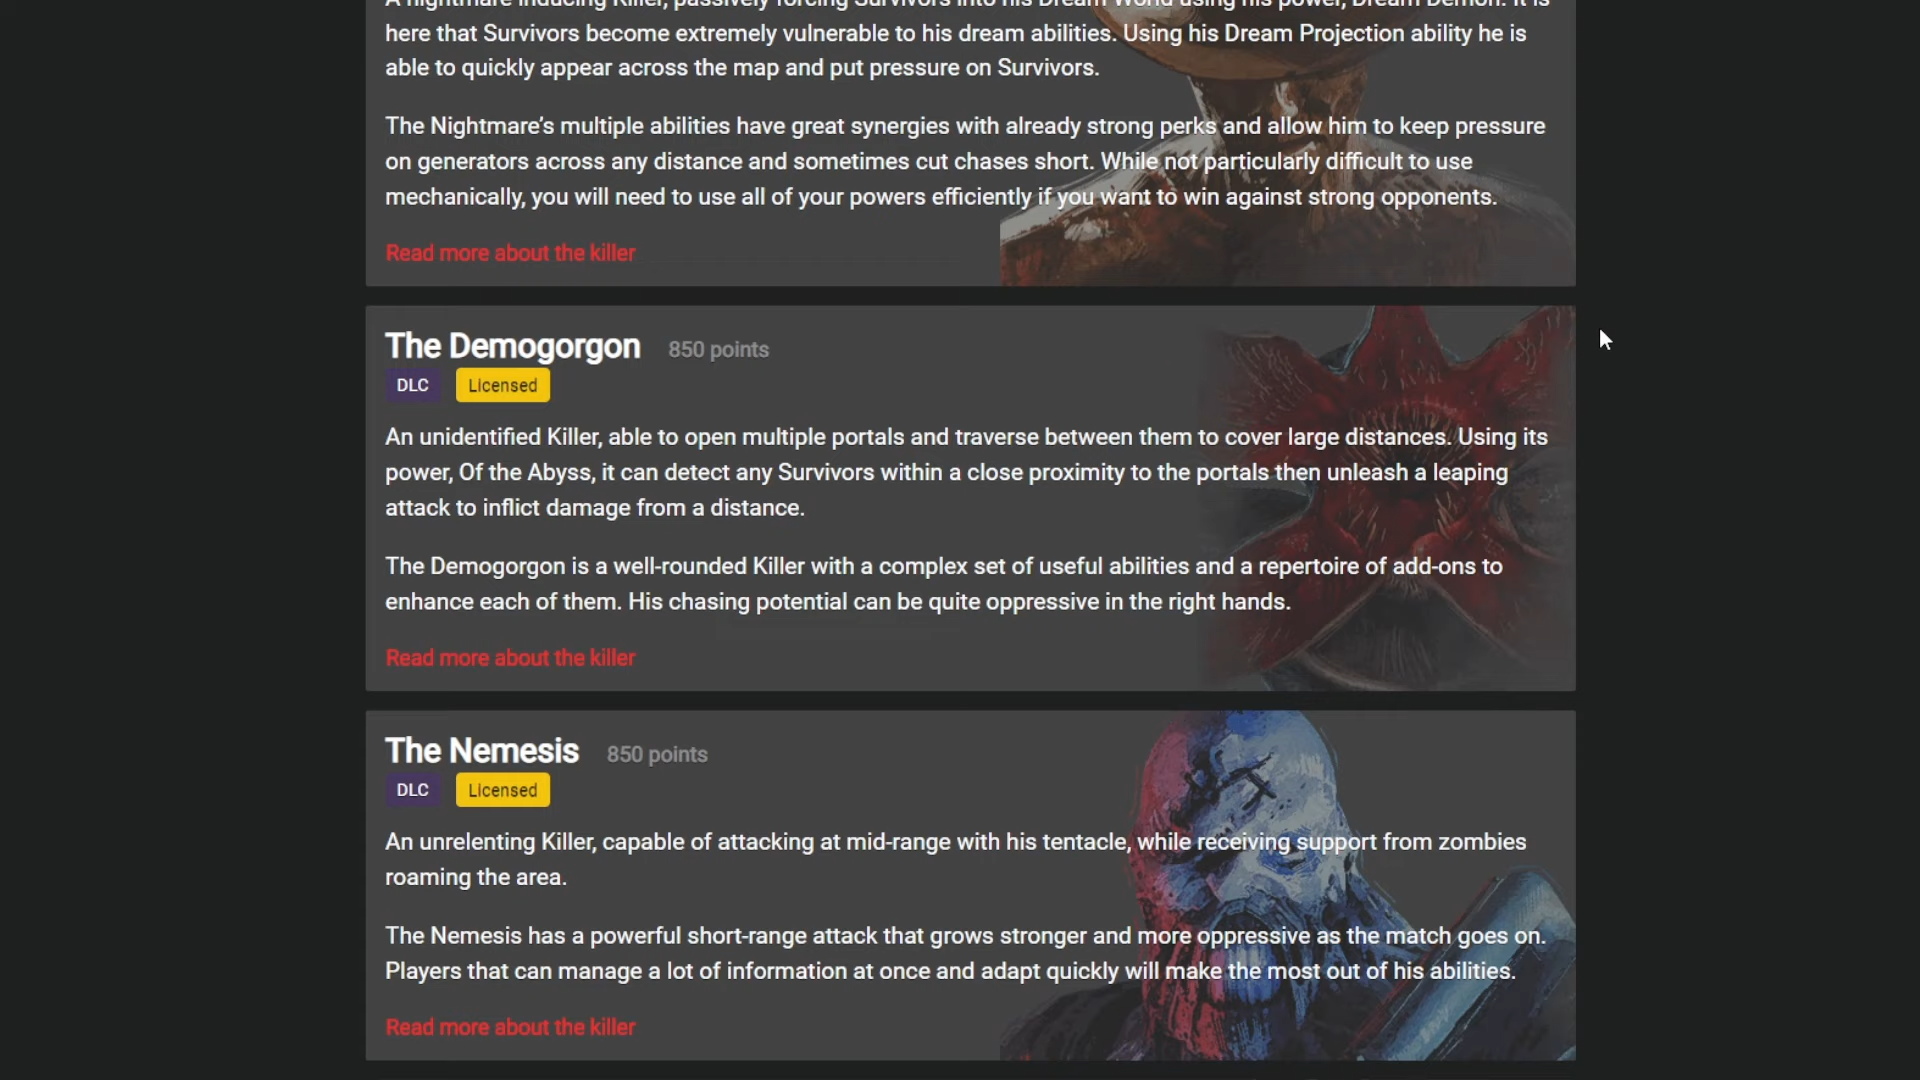 A nightmare inducing Killer, passively forcing Survivors into his Dream World using his power, Dream Demon. It is
here that Survivors become extremely vulnerable to his dream abilities. Using his Dream Projection ability he is
able to quickly appear across the map and put pressure on Survivors.
The Nightmare’s multiple abilities have great synergies with already strong perks and allow him to keep pressure
on generators across any distance and sometimes cut chases short. While not particularly difficult to use
mechanically, you will need to use all of your powers efficiently if you want to win against strong opponents.
Read more about the killer
The Demogorgon 850 points
DLC Licensed
An unidentified Killer, able to open multiple portals and traverse between them to cover large distances. Using its
power, Of the Abyss, it can detect any Survivors within a close proximity to the portals then unleash a leaping
attack to inflict damage from a distance.
The Demogorgon is a well-rounded Killer with a complex set of useful abilities and a repertoire of add-ons to
enhance each of them. His chasing potential can be quite oppressive in the right hands.
Read more about the killer
The Nemesis 850 points
DLC Licensed
An unrelenting Killer, capable of attacking at mid-range with his tentacle, while receiving support from zombies
roaming the area.
The Nemesis has a powerful short-range attack that grows stronger and more oppressive as the match goes on.
Players that can manage a lot of information at once and adapt quickly will make the most out of his abilities.
Read more about the killer